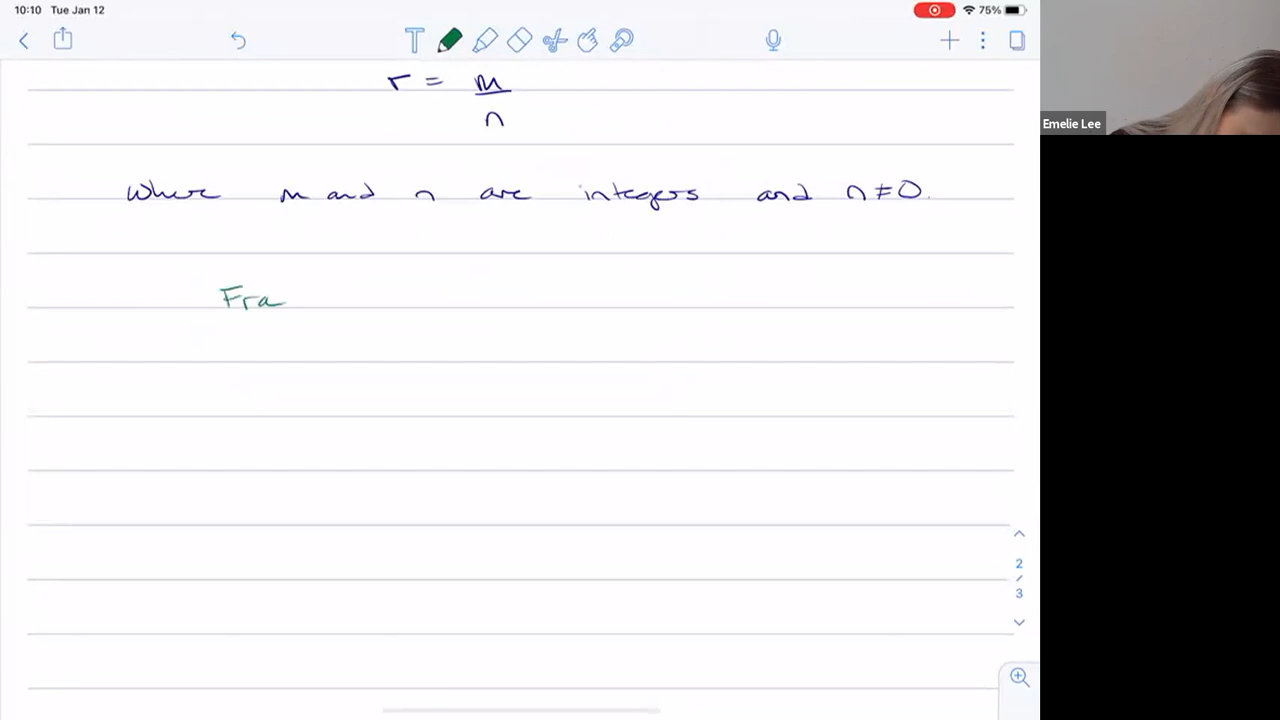 10:10 Tue Jan 12
75%
T
r = m/n
where m and n are integers and n≠0.
Fra
Emelie Lee
2
/
3